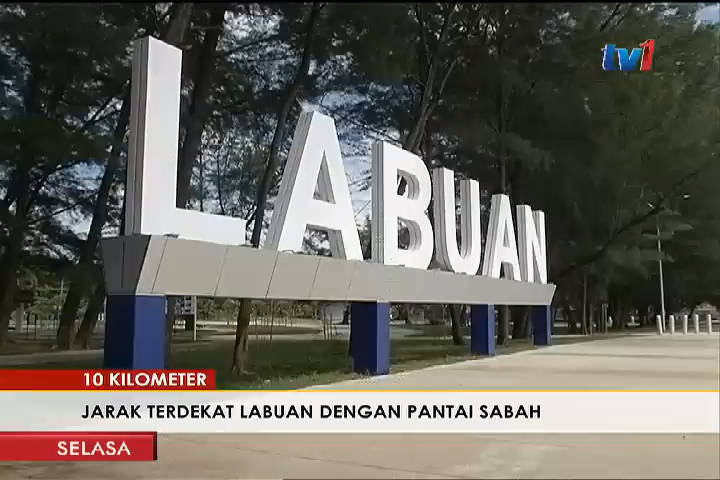 tv1
LABUAN
10 KILOMETER
JARAK TERDEKAT LABUAN DENGAN PANTAI SABAH
SELASA